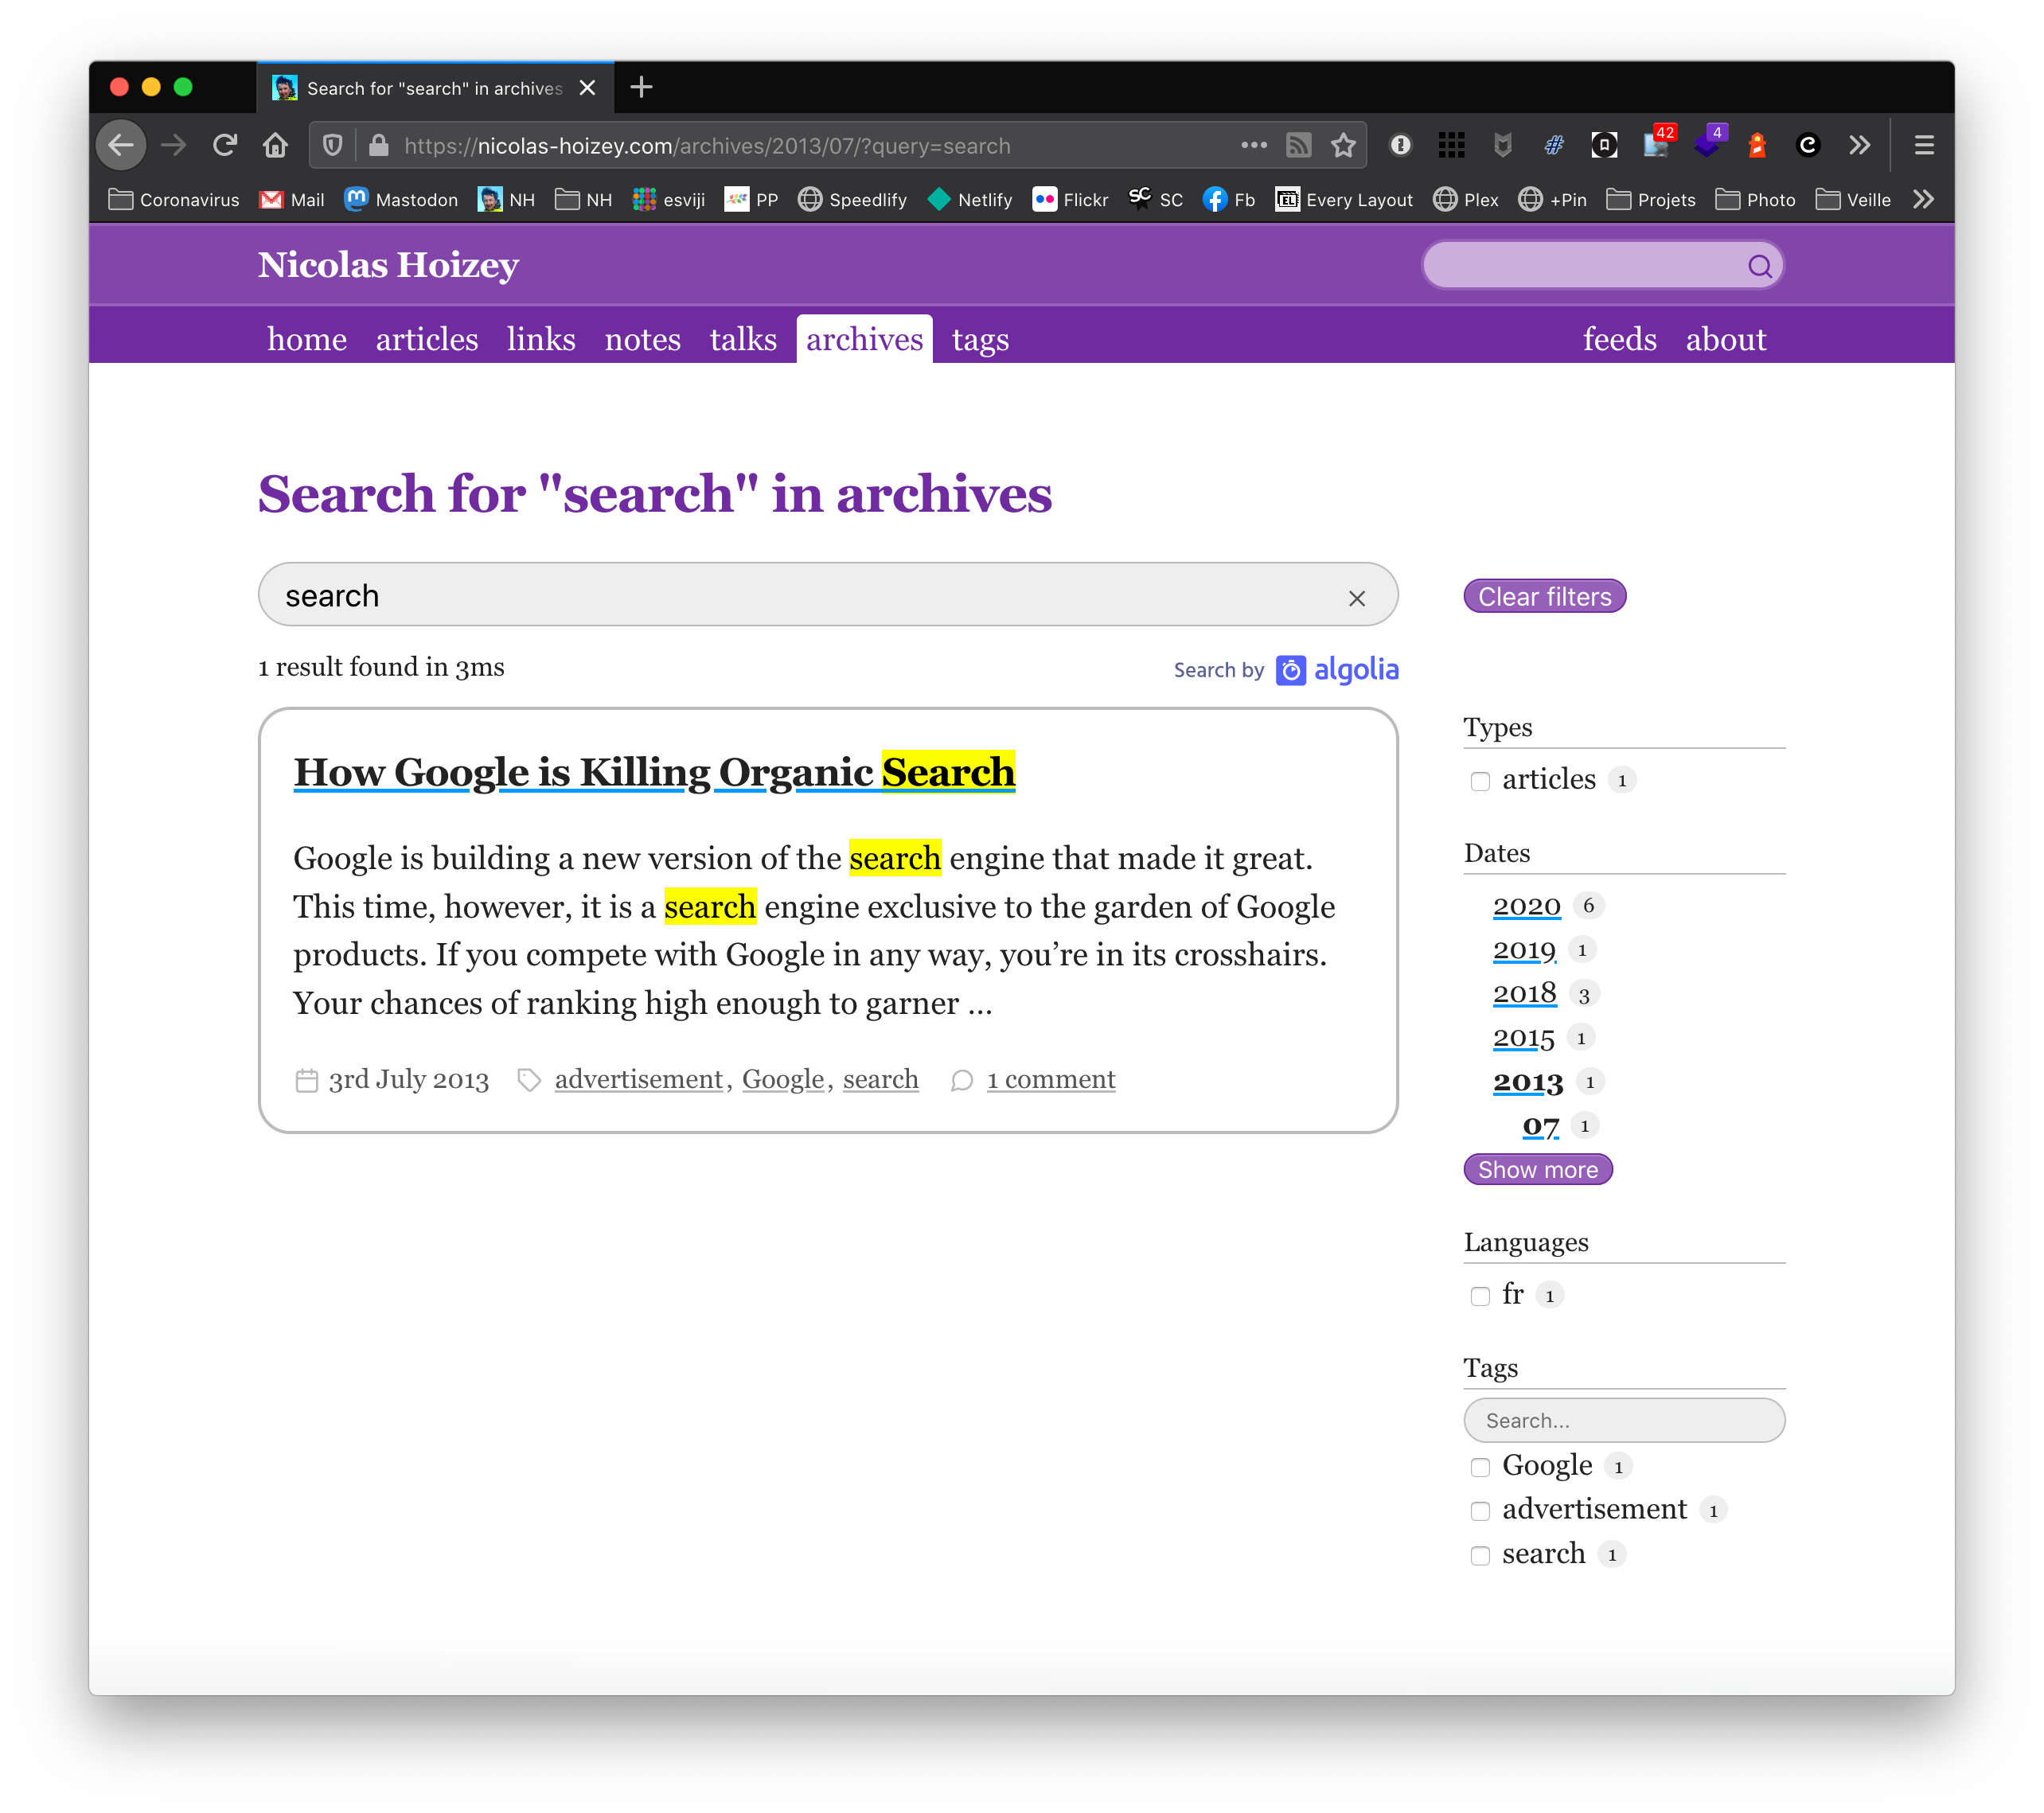 Search for "search" in archives
https://nicolas-hoizey.com/archives/2013/07/?query=search
42
4
Coronavirus
Mail
Mastodon
NH
NH
esviji
PP
Speedlify
Netlify
Flickr
SC
SC
Fb
EL
Every Layout
Plex
+Pin
Projets
Photo
Veille
Nicolas Hoizey
home articles links notes talks archives tags feeds about
Search for "search" in archives
search
Clear filters
1 result found in 3ms
Search by algolia
How Google is Killing Organic Search
Google is building a new version of the search engine that made it great.
This time, however, it is a search engine exclusive to the garden of Google
products. If you compete with Google in any way, you’re in its crosshairs.
Your chances of ranking high enough to garner ...
3rd July 2013 advertisement, Google, search 1 comment
Types
articles 1
Dates
2020 6
2019 1
2018 3
2015 1
2013 1
07 1
Show more
Languages
fr 1
Tags
Search...
Google 1
advertisement 1
search 1